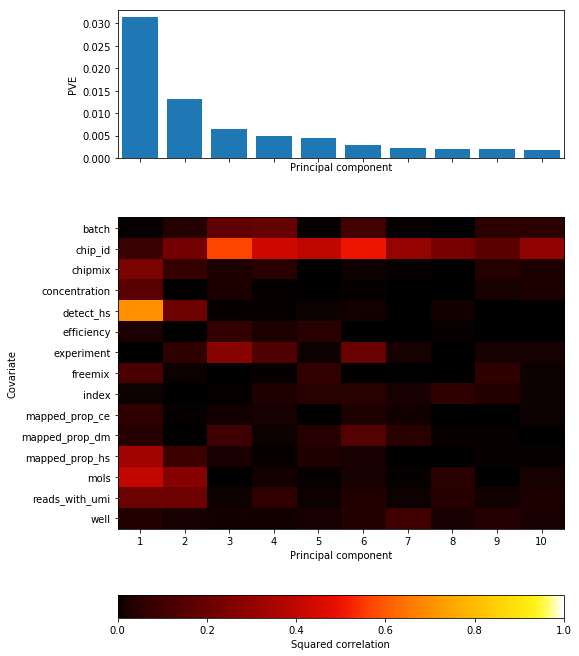 0.030
0.025
0.020
0.015
0.010
0.005
0.000
PVE
Principal component
batch
chip_id
chipmix
concentration
detect_hs
efficiency
experiment
freemix
index
mapped_prop_ce
mapped_prop_dm
mapped_prop_hs
mols
reads_with_umi
well
Covariate
1 2 3 4 5 6 7 8 9 10
Principal component
0.0 0.2 0.4 0.6 0.8 1.0
Squared correlation